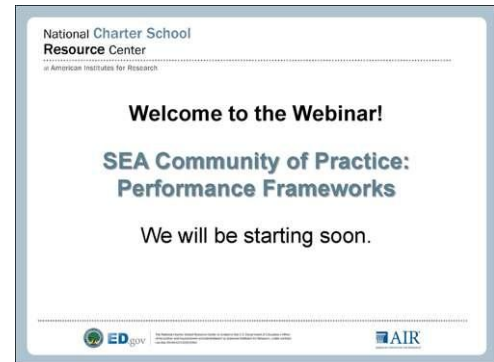 National Charter School
Resource Center
at American Institutes for Research
Welcome to the Webinar!
SEA Community of Practice:
Performance Frameworks
We will be starting soon.
ED.gov
AIR